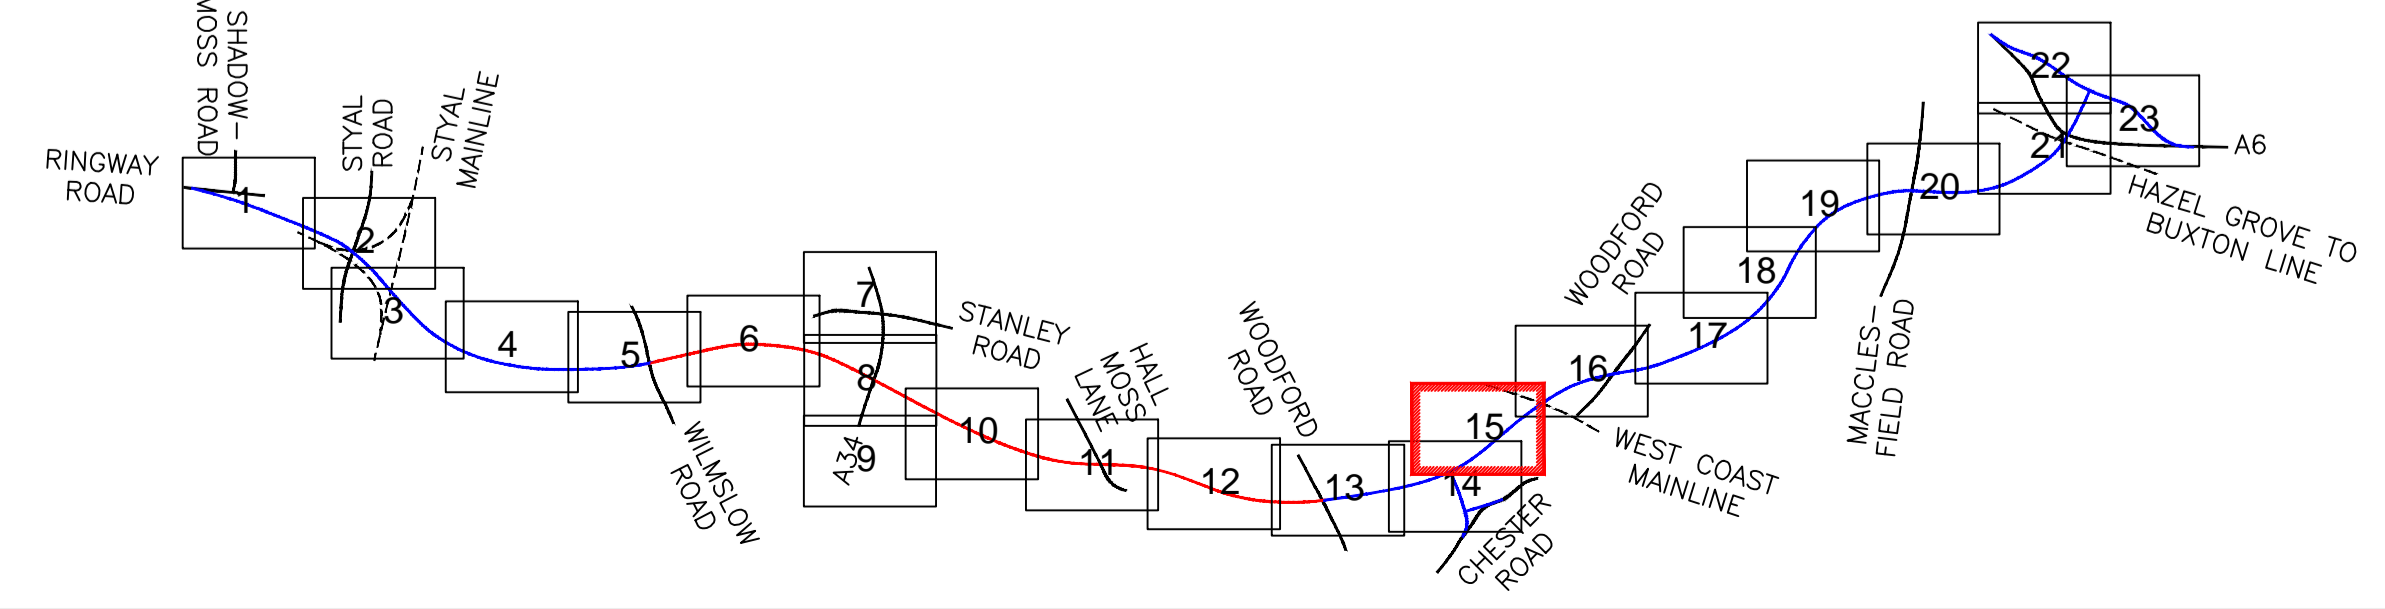 SHADOW-
MOSS ROAD
RINGWAY
ROAD
1
STYAL
ROAD
STYAL
MAINLINE
2
3
4
5
WILMSLOW
ROAD
6
7
STANLEY
ROAD
8
A34
9
10
HALL
MOSS
LANE
11
12
WOODFORD
ROAD
13
14
CHESTER
ROAD
15
WEST COAST
MAINLINE
WOODFORD
ROAD
16
17
18
19
MACCLES-
FIELD ROAD
20
21
22
23
A6
HAZEL GROVE TO
BUXTON LINE